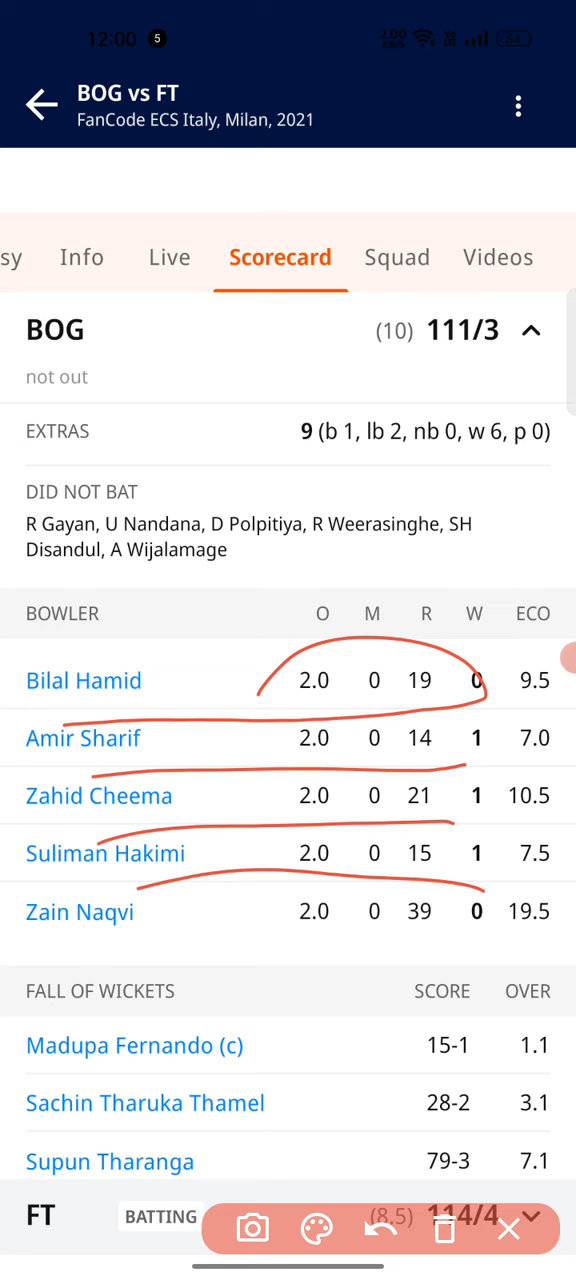 12:00 5 2.00 KB/S 54
BOG vs FT
FanCode ECS Italy, Milan, 2021
sy Info Live Scorecard Squad Videos
BOG (10) 111/3
not out
EXTRAS 9 (b 1, lb 2, nb 0, w 6, p 0)
DID NOT BAT
R Gayan, U Nandana, D Polpitiya, R Weerasinghe, SH
Disandul, A Wijalamage
BOWLER O M R W ECO
Bilal Hamid 2.0 0 19 0 9.5
Amir Sharif 2.0 0 14 1 7.0
Zahid Cheema 2.0 0 21 1 10.5
Suliman Hakimi 2.0 0 15 1 7.5
Zain Naqvi 2.0 0 39 0 19.5
FALL OF WICKETS SCORE OVER
Madupa Fernando (c) 15-1 1.1
Sachin Tharuka Thamel 28-2 3.1
Supun Tharanga 79-3 7.1
FT BATTING (8.5) 114/4